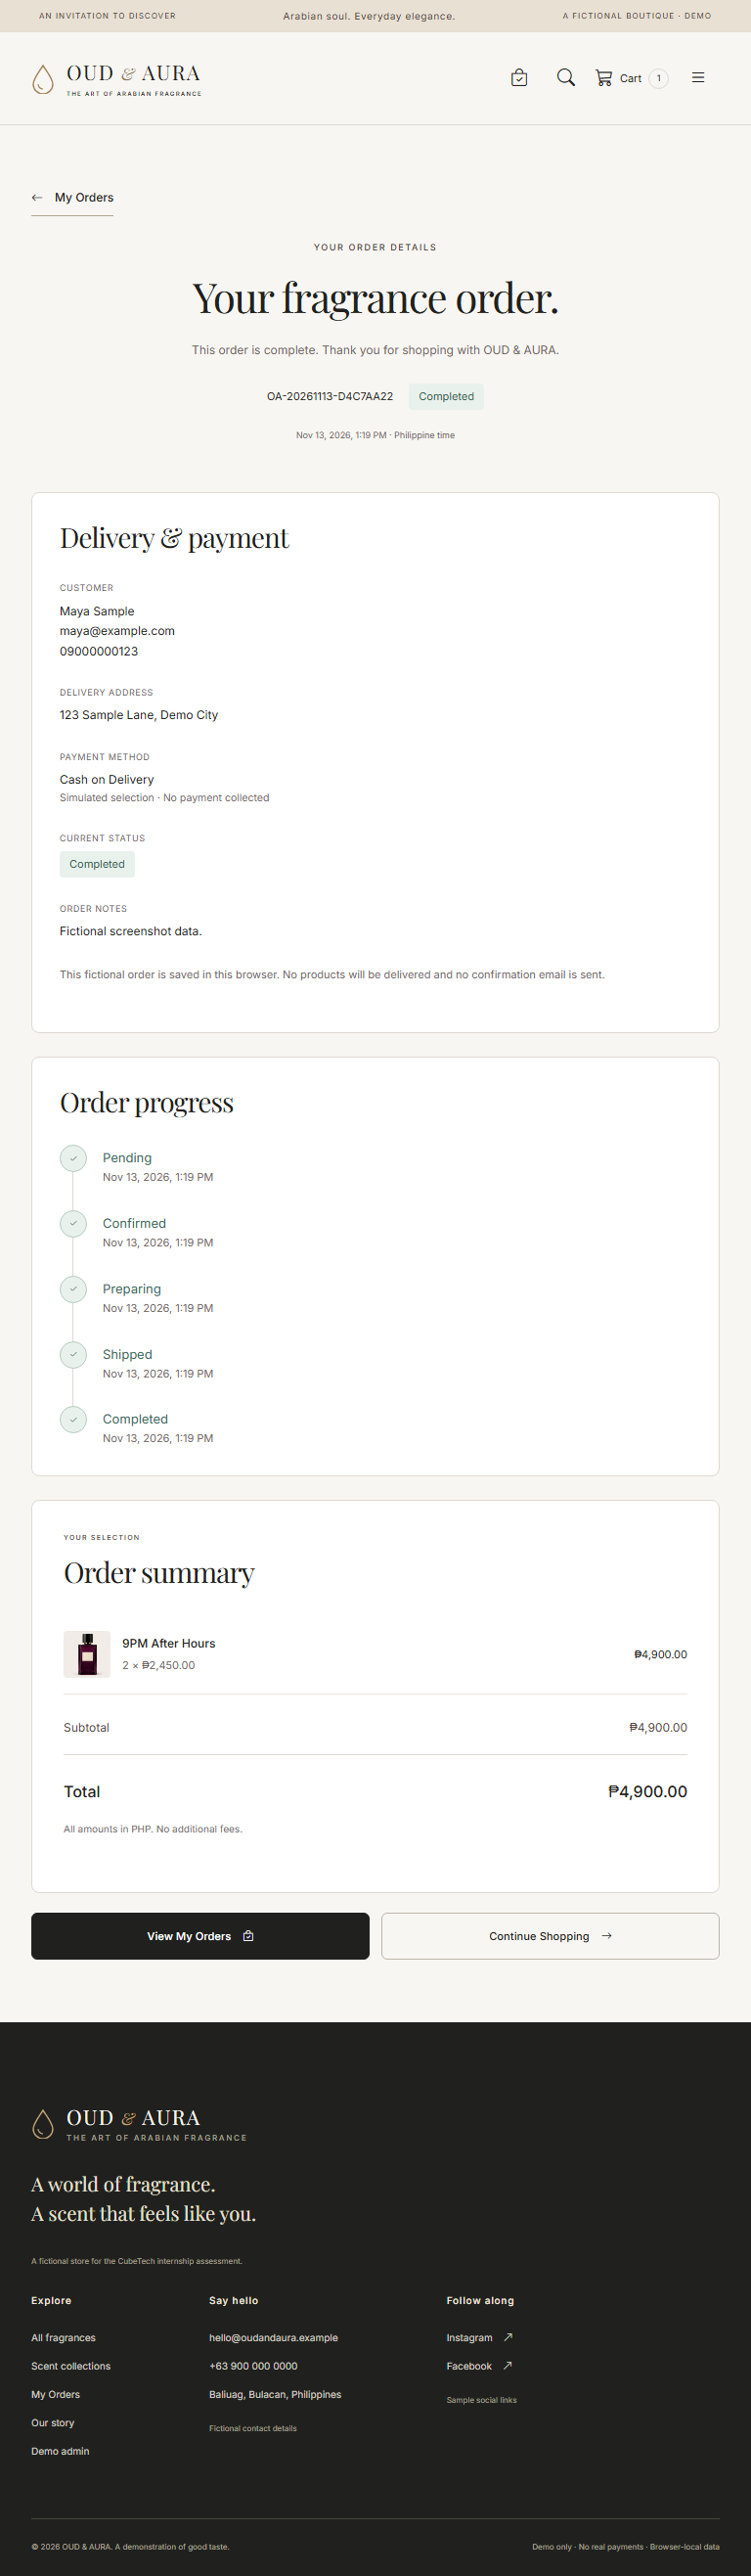 AN INVITATION TO DISCOVER
Arabian soul. Everyday elegance.
A FICTIONAL BOUTIQUE · DEMO
OUD & AURA
THE ART OF ARABIAN FRAGRANCE
Cart 1
← My Orders
YOUR ORDER DETAILS
Your fragrance order.
This order is complete. Thank you for shopping with OUD & AURA.
OA-20261113-D4C7AA22 Completed
Nov 13, 2026, 1:19 PM · Philippine time
Delivery & payment
CUSTOMER
Maya Sample
maya@example.com
09000000123
DELIVERY ADDRESS
123 Sample Lane, Demo City
PAYMENT METHOD
Cash on Delivery
Simulated selection · No payment collected
CURRENT STATUS
Completed
ORDER NOTES
Fictional screenshot data.
This fictional order is saved in this browser. No products will be delivered and no confirmation email is sent.
Order progress
Pending
Nov 13, 2026, 1:19 PM
Confirmed
Nov 13, 2026, 1:19 PM
Preparing
Nov 13, 2026, 1:19 PM
Shipped
Nov 13, 2026, 1:19 PM
Completed
Nov 13, 2026, 1:19 PM
YOUR SELECTION
Order summary
9PM After Hours
2 × ₱2,450.00
₱4,900.00
Subtotal ₱4,900.00
Total ₱4,900.00
All amounts in PHP. No additional fees.
View My Orders
Continue Shopping →
OUD & AURA
THE ART OF ARABIAN FRAGRANCE
A world of fragrance.
A scent that feels like you.
A fictional store for the CubeTech internship assessment.
Explore
All fragrances
Scent collections
My Orders
Our story
Demo admin
Say hello
hello@oudandaura.example
+63 900 000 0000
Baliuag, Bulacan, Philippines
Fictional contact details
Follow along
Instagram ↗
Facebook ↗
Sample social links
© 2026 OUD & AURA. A demonstration of good taste.
Demo only · No real payments · Browser-local data